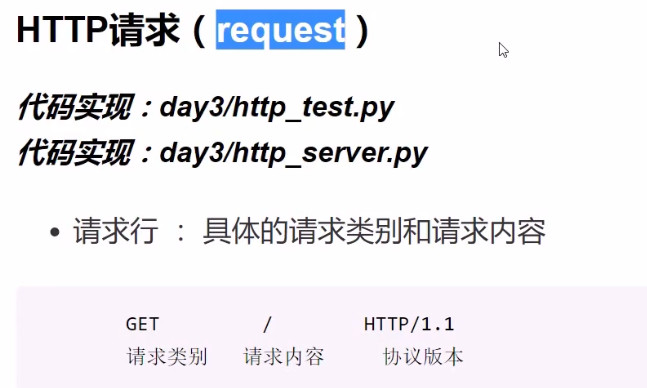 HTTP请求（request）
代码实现：day3/http_test.py
代码实现：day3/http_server.py
• 请求行 ： 具体的请求类别和请求内容
GET / HTTP/1.1
请求类别 请求内容 协议版本